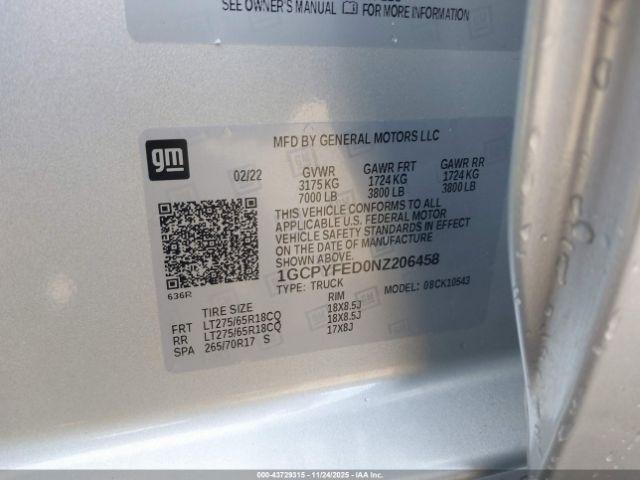 SEE OWNER'S MANUAL FOR MORE INFORMATION
gm
MFD BY GENERAL MOTORS LLC
02/22
GVWR GAWR FRT GAWR RR
3175 KG 1724 KG 1724 KG
7000 LB 3800 LB 3800 LB
THIS VEHICLE CONFORMS TO ALL
APPLICABLE U.S. FEDERAL MOTOR
VEHICLE SAFETY STANDARDS IN EFFECT
ON THE DATE OF MANUFACTURE
SHOWN ABOVE.
636R
1GCPYFED0NZ206458
TYPE: TRUCK MODEL: 08CK10543
TIRE SIZE RIM
FRT LT275/65R18CQ 18X8.5J
RR LT275/65R18CQ 18X8.5J
SPA 265/70R17 S 17X8J
000-43729315 - 11/24/2025 - IAAI.COM